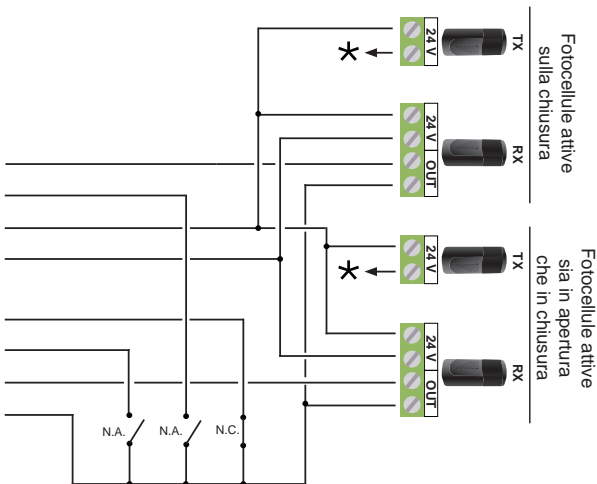 Fotocellule attive
sulla chiusura
TX
24 V
*
RX
24 V
OUT
Fotocellule attive
sia in apertura
che in chiusura
TX
24 V
*
RX
24 V
OUT
N.A.
N.A.
N.C.